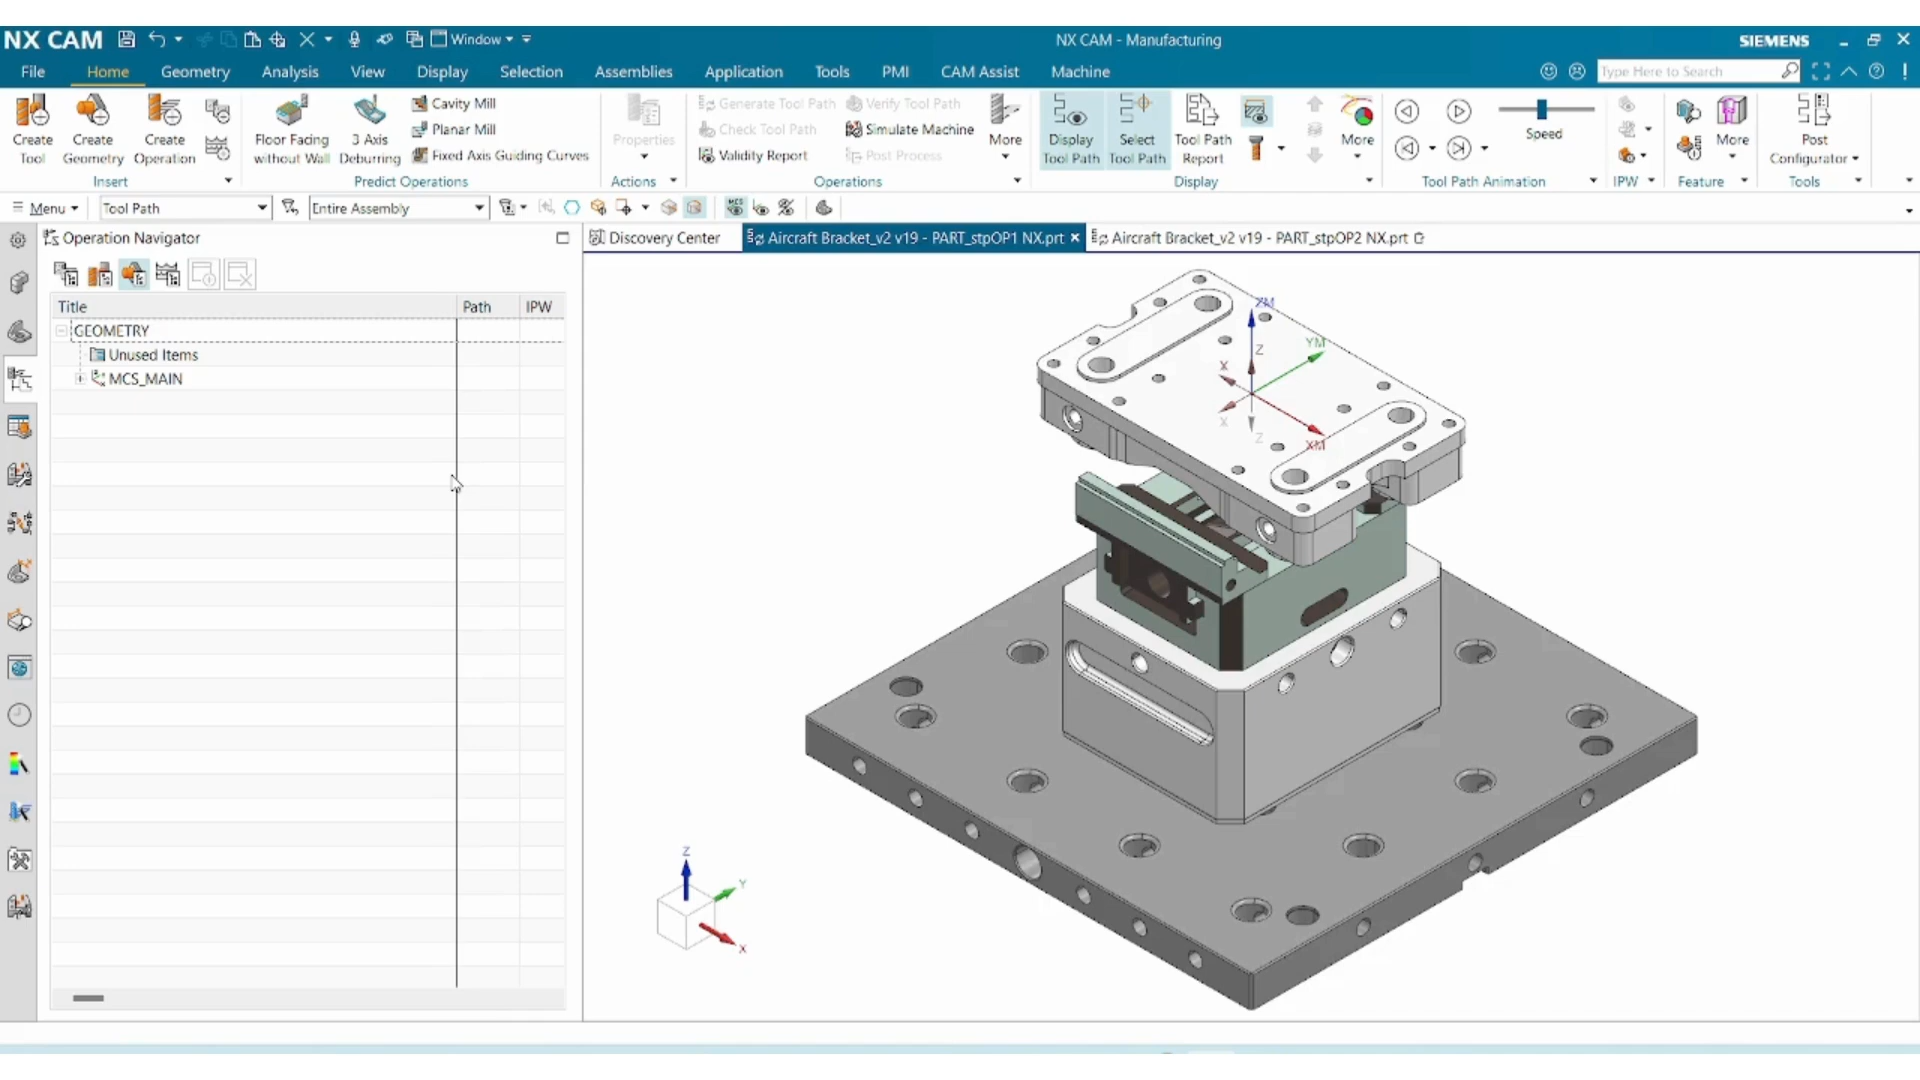 NX CAM Window NX CAM - Manufacturing SIEMENS
File Home Geometry Analysis View Display Selection Assemblies Application Tools PMI CAM Assist Machine Type Here to Search
Create Tool
Create Geometry
Create Operation
Insert
Floor Facing without Wall
3 Axis Deburring
Cavity Mill
Planar Mill
Fixed Axis Guiding Curves
Predict Operations
Properties
Actions
Generate Tool Path
Check Tool Path
Validity Report
Verify Tool Path
Simulate Machine
Post Process
More
Operations
Display Tool Path
Select Tool Path
Tool Path Report
More
Display
Speed
Tool Path Animation
IPW
More
Feature
Post Configurator
Tools
Menu Tool Path Entire Assembly MCS
Operation Navigator
Discovery Center Aircraft Bracket_v2 v19 - PART_stpOP1 NX.prt Aircraft Bracket_v2 v19 - PART_stpOP2 NX.prt
Title Path IPW
GEOMETRY
Unused Items
MCS_MAIN
ZM
YM
Z
X
X
Z
XM
Z
Y
X